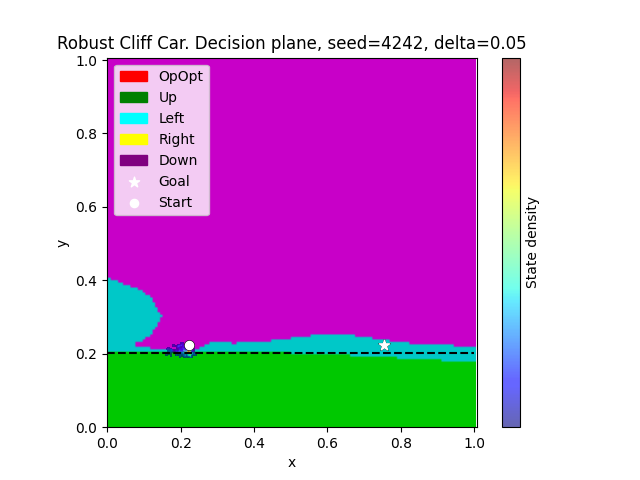 Robust Cliff Car. Decision plane, seed=4242, delta=0.05
OpOpt
Up
Left
Right
Down
Goal
Start
1.0
0.8
0.6
0.4
0.2
0.0
y
0.0 0.2 0.4 0.6 0.8 1.0
x
State density